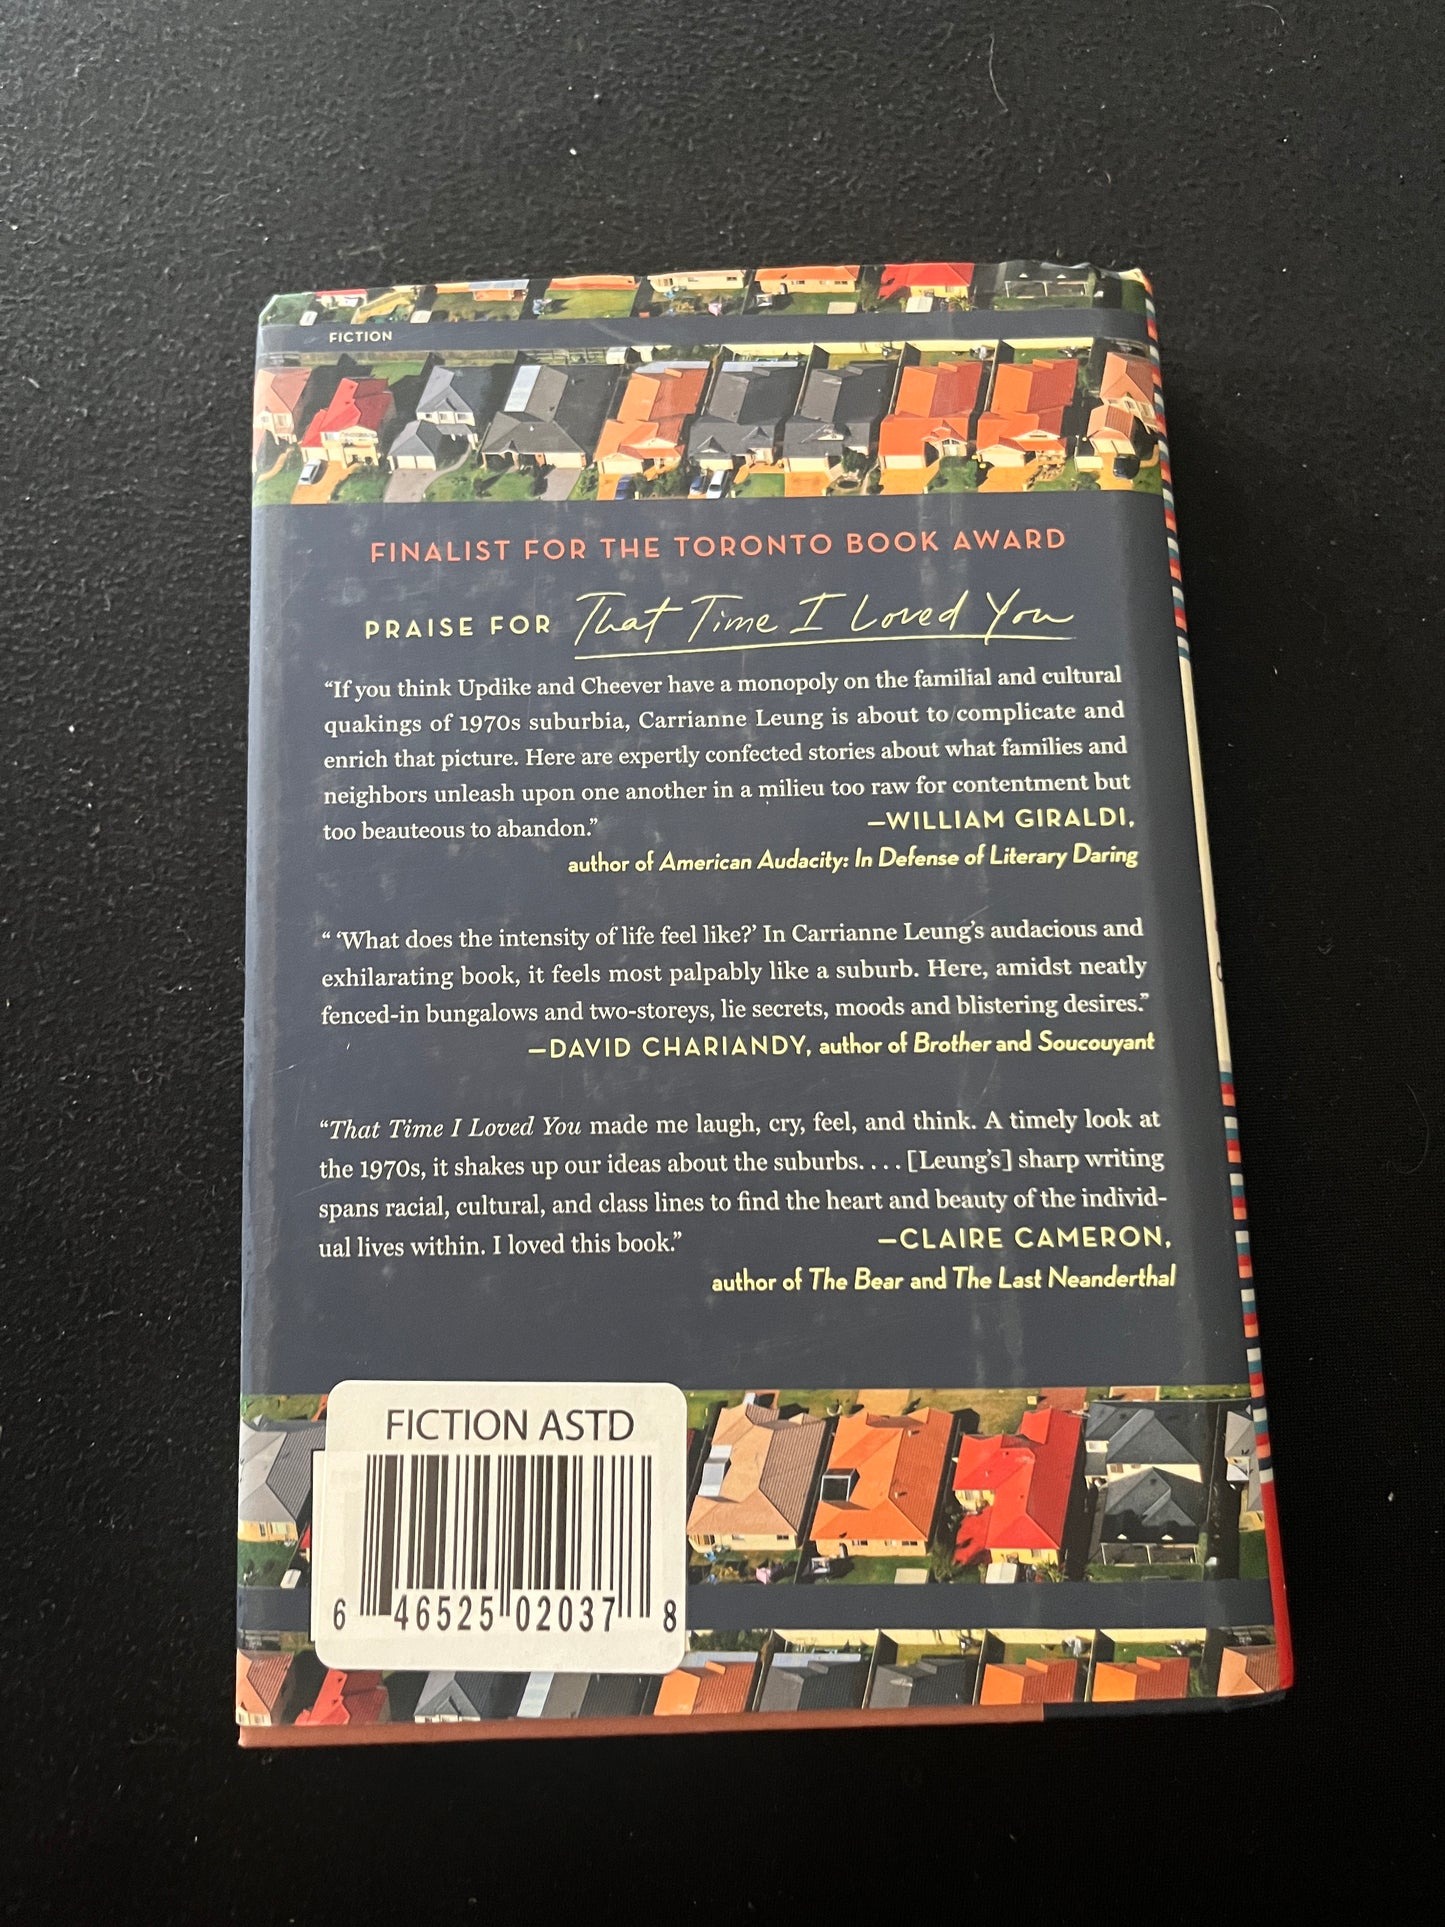 FICTION
FINALIST FOR THE TORONTO BOOK AWARD
PRAISE FOR That Time I Loved You
“If you think Updike and Cheever have a monopoly on the familial and cultural
quakings of 1970s suburbia, Carrianne Leung is about to complicate and
enrich that picture. Here are expertly confected stories about what families and
neighbors unleash upon one another in a milieu too raw for contentment but
too beauteous to abandon.” —WILLIAM GIRALDI,
author of American Audacity: In Defense of Literary Daring
“ ‘What does the intensity of life feel like?’ In Carrianne Leung’s audacious and
exhilarating book, it feels most palpably like a suburb. Here, amidst neatly
fenced-in bungalows and two-storeys, lie secrets, moods and blistering desires.”
—DAVID CHARIANDY, author of Brother and Soucouyant
“That Time I Loved You made me laugh, cry, feel, and think. A timely look at
the 1970s, it shakes up our ideas about the suburbs. . . . [Leung’s] sharp writing
spans racial, cultural, and class lines to find the heart and beauty of the individ-
ual lives within. I loved this book.” —CLAIRE CAMERON,
author of The Bear and The Last Neanderthal
FICTION ASTD
6 46525 02037 8